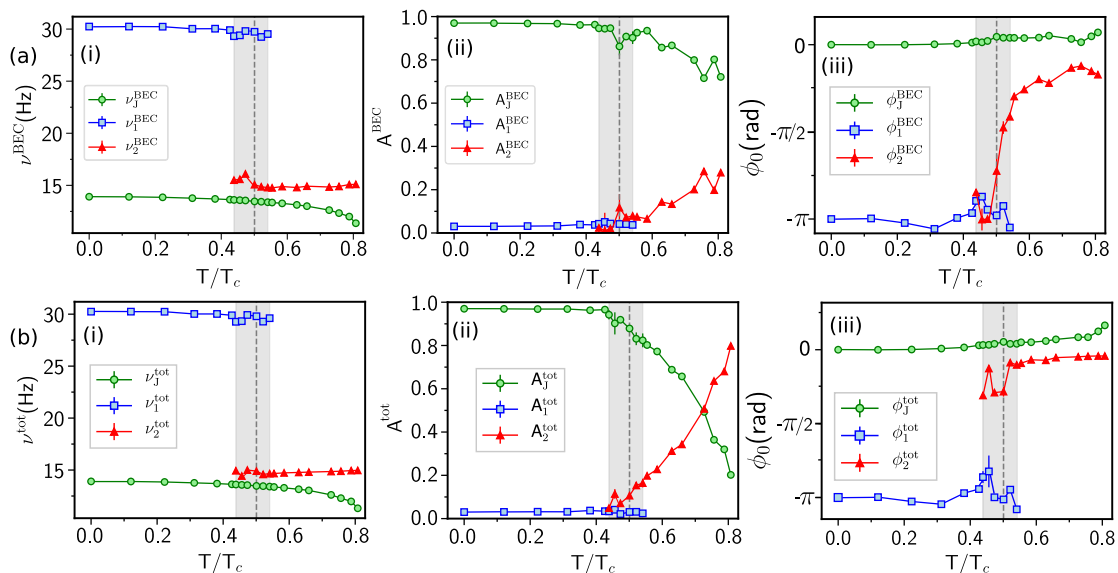 (a)
(i)
ν^BEC(Hz)
30
25
20
15
ν_J^BEC
ν_1^BEC
ν_2^BEC
0.0 0.2 0.4 0.6 0.8
T/T_c
(ii)
A^BEC
1.0
0.8
0.6
0.4
0.2
0.0
A_J^BEC
A_1^BEC
A_2^BEC
0.0 0.2 0.4 0.6 0.8
T/T_c
(iii)
ϕ_0(rad)
0
-π/2
-π
ϕ_J^BEC
ϕ_1^BEC
ϕ_2^BEC
0.0 0.2 0.4 0.6 0.8
T/T_c
(b)
(i)
ν^tot(Hz)
30
25
20
15
ν_J^tot
ν_1^tot
ν_2^tot
0.0 0.2 0.4 0.6 0.8
T/T_c
(ii)
A^tot
1.0
0.8
0.6
0.4
0.2
0.0
A_J^tot
A_1^tot
A_2^tot
0.0 0.2 0.4 0.6 0.8
T/T_c
(iii)
ϕ_0(rad)
0
-π/2
-π
ϕ_J^tot
ϕ_1^tot
ϕ_2^tot
0.0 0.2 0.4 0.6 0.8
T/T_c